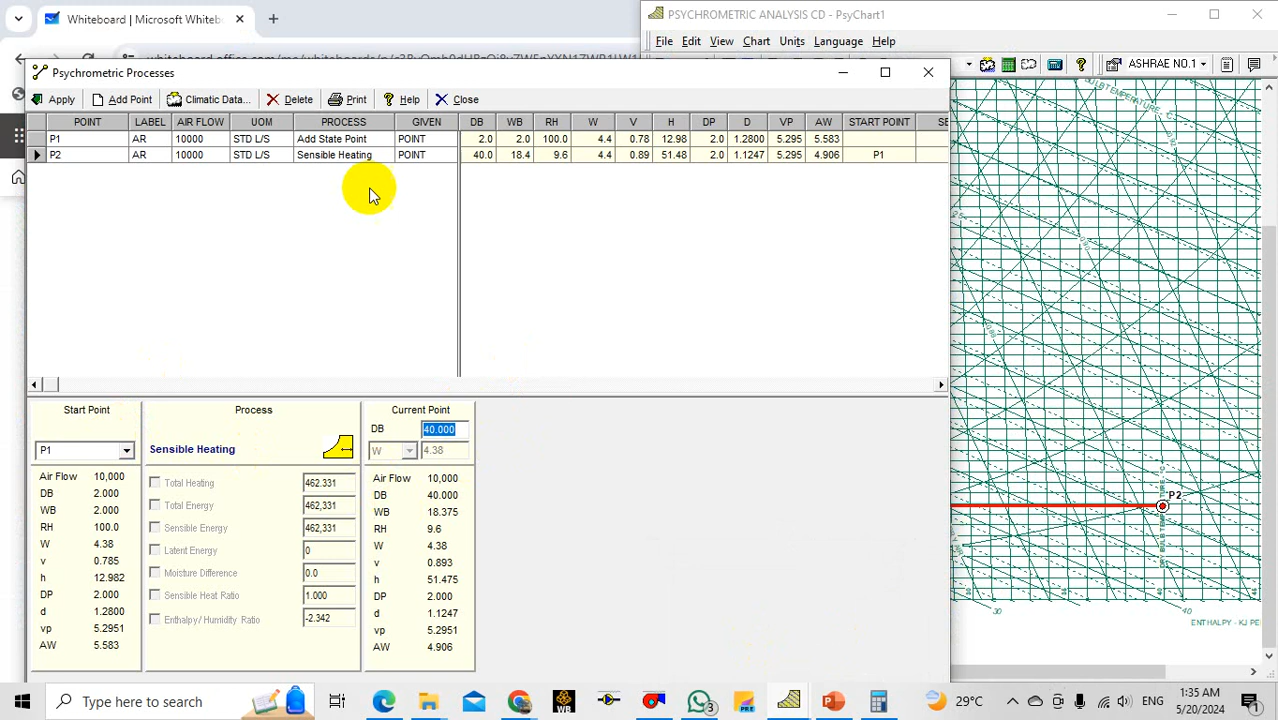 Whiteboard | Microsoft Whiteb
PSYCHROMETRIC ANALYSIS CD - PsyChart1
File Edit View Chart Units Language Help
ASHRAE NO.1
Psychrometric Processes
Apply Add Point Climatic Data... Delete Print Help Close
POINT LABEL AIR FLOW UOM PROCESS GIVEN DB WB RH W V H DP D VP AW START POINT SE
P1 AR 10000 STD L/S Add State Point POINT 2.0 2.0 100.0 4.4 0.78 12.98 2.0 1.2800 5.295 5.583
P2 AR 10000 STD L/S Sensible Heating POINT 40.0 18.4 9.6 4.4 0.89 51.48 2.0 1.1247 5.295 4.906 P1
Start Point Process Current Point
DB 40.000
P1 Sensible Heating W 4.38
Air Flow 10,000 Total Heating 462.331 Air Flow 10,000
DB 2.000 Total Energy 462,331 DB 40.000
WB 2.000 Sensible Energy 462,331 WB 18.375
RH 100.0 Latent Energy 0 RH 9.6
W 4.38 Moisture Difference 0.0 W 4.38
v 0.785 Sensible Heat Ratio 1.000 v 0.893
h 12.982 Enthalpy/Humidity Ratio -2.342 h 51.475
DP 2.000 DP 2.000
d 1.2800 d 1.1247
vp 5.2951 vp 5.2951
AW 5.583 AW 4.906
P2
30 40
ENTHALPY - KJ PE
Type here to search
PRE
3
29°C
ENG
1:35 AM
5/20/2024
1